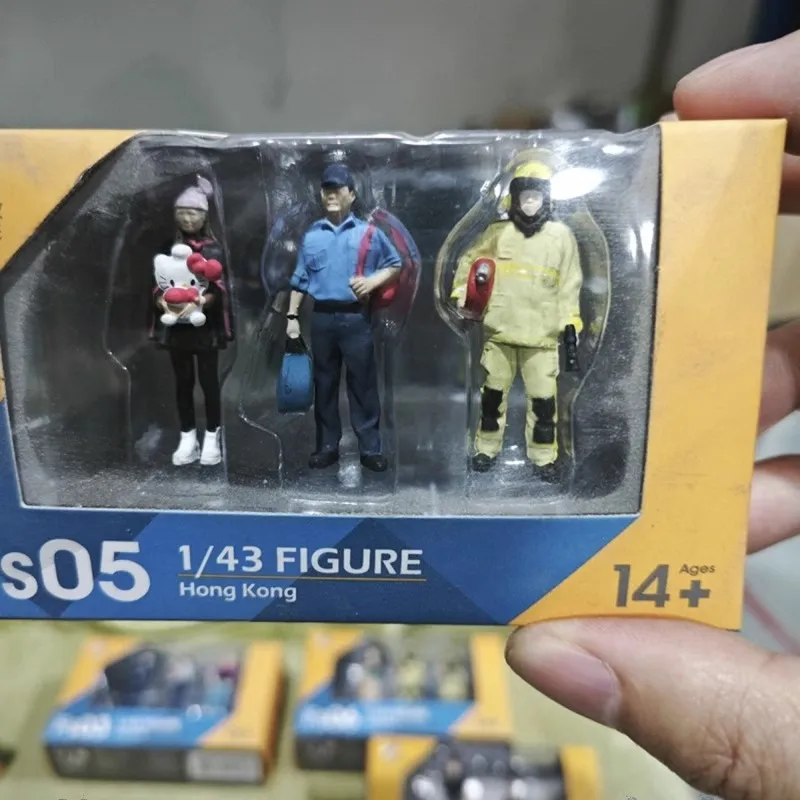 s05
1/43 FIGURE
Hong Kong
Ages
14+